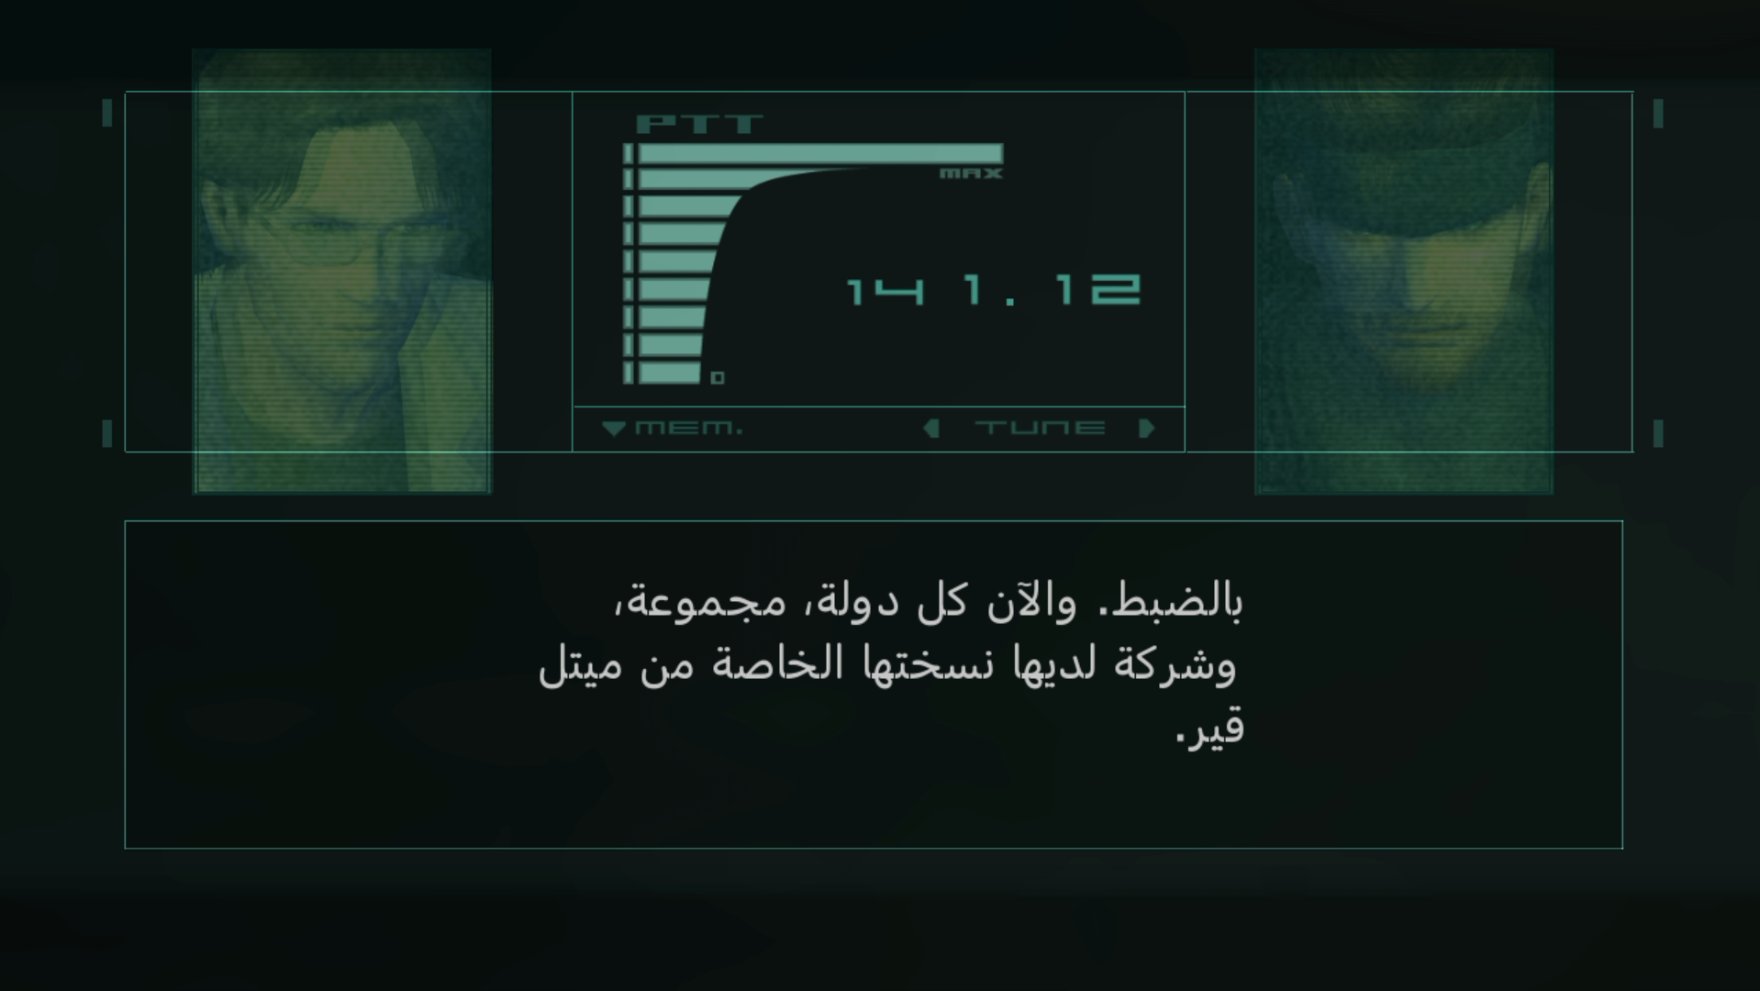 PTT
MAX
141.12
0
MEM.
TUNE
بالضبط. والآن كل دولة، مجموعة،
وشركة لديها نسختها الخاصة من ميتل
قير.